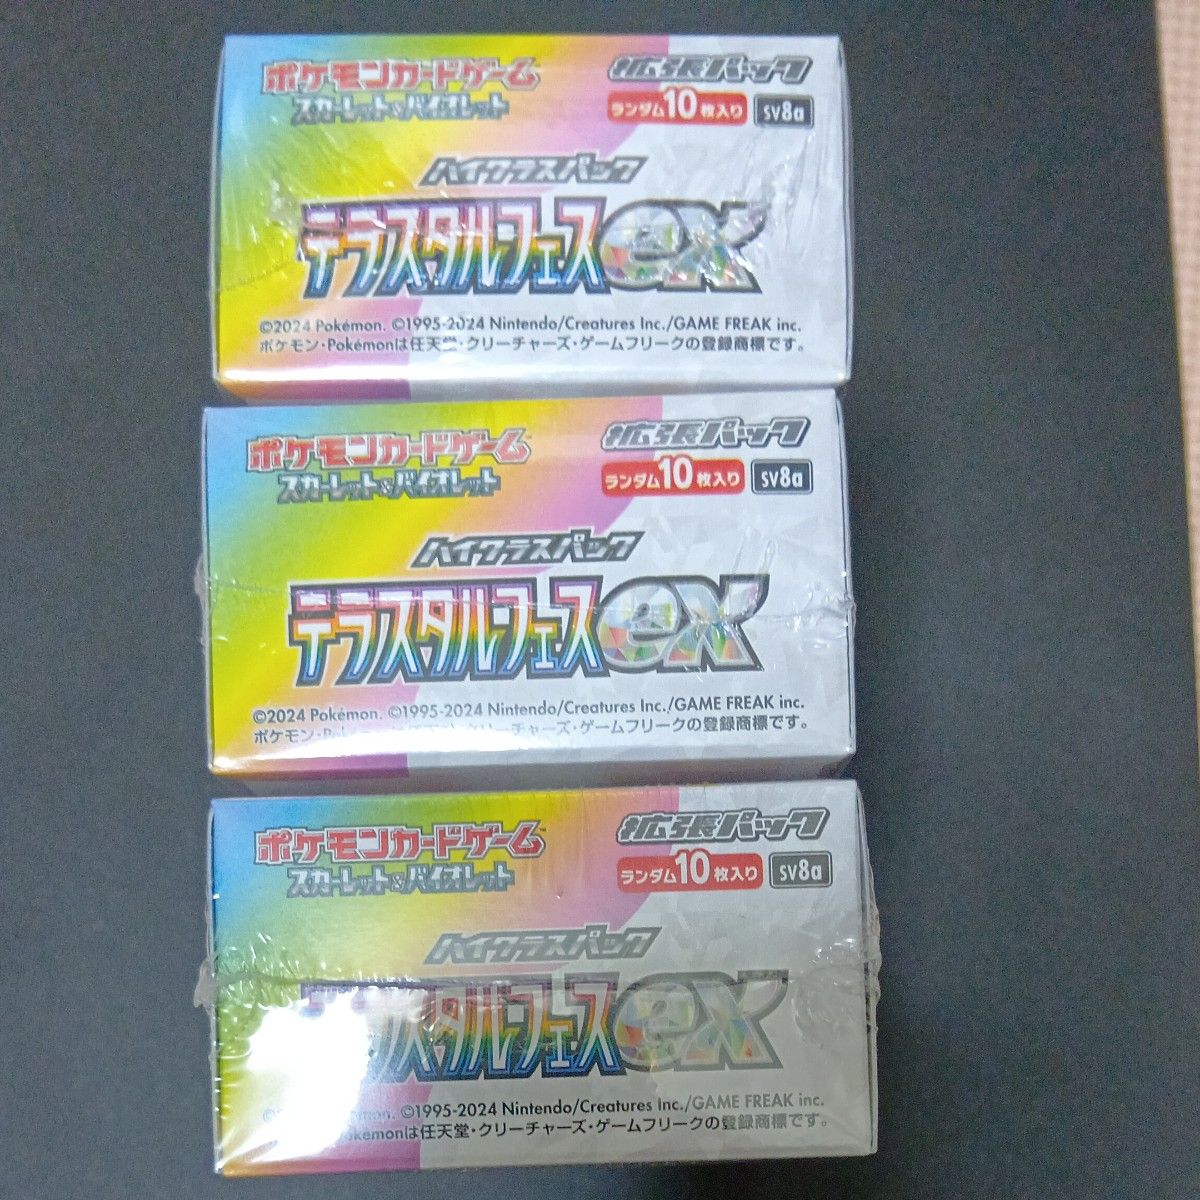 ポケモンカードゲーム 拡張パック
スカーレット&バイオレット ランダム10枚入り SV8a
ハイクラスパック
テラスタルフェスex
©2024 Pokémon. ©1995-2024 Nintendo/Creatures Inc./GAME FREAK inc.
ポケモン・Pokémonは任天堂・クリーチャーズ・ゲームフリークの登録商標です。
ポケモンカードゲーム 拡張パック
スカーレット&バイオレット ランダム10枚入り SV8a
ハイクラスパック
テラスタルフェスex
©2024 Pokémon. ©1995-2024 Nintendo/Creatures Inc./GAME FREAK inc.
ポケモン・ クリーチャーズ・ゲームフリークの登録商標です。
ポケモンカードゲーム 拡張パック
スカーレット&バイオレット ランダム10枚入り SV8a
ハイクラスパック
テラスタルフェスex
©1995-2024 Nintendo/Creatures Inc./GAME FREAK inc.
は任天堂・クリーチャーズ・ゲームフリークの登録商標です。